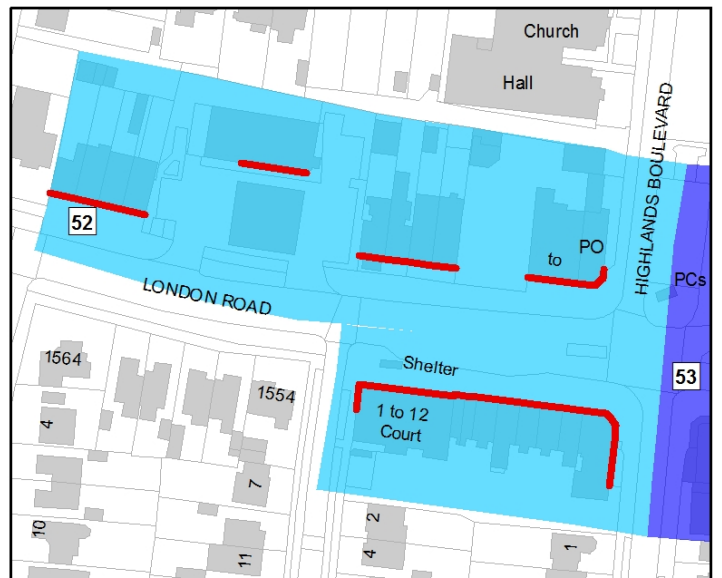 Church
Hall
HIGHLANDS BOULEVARD
52
PO
to
PCs
LONDON ROAD
Shelter
53
1564
1554
1 to 12
Court
4
7
10
11
2
4
1